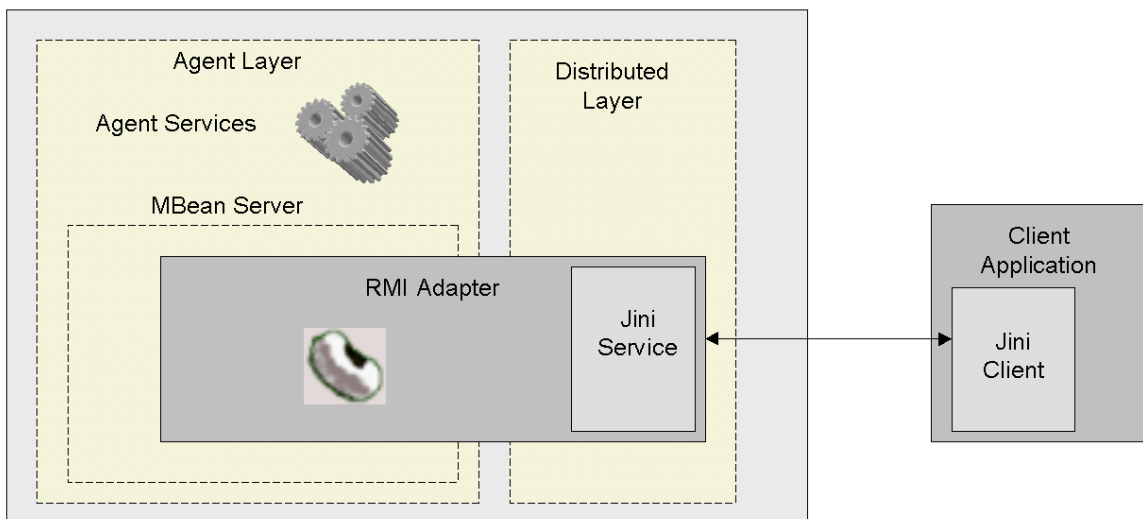 Agent Layer
Agent Services
MBean Server
Distributed
Layer
RMI Adapter
Jini
Service
Client
Application
Jini
Client